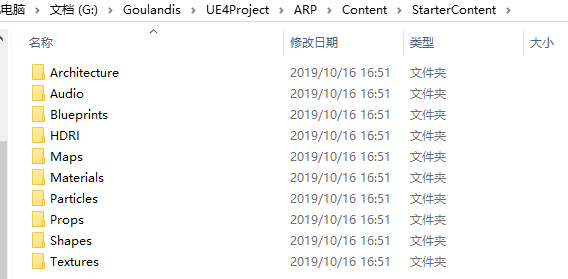 电脑 › 文档 (G:) › Goulandis › UE4Project › ARP › Content › StarterContent ›
名称 修改日期 类型 大小
Architecture 2019/10/16 16:51 文件夹
Audio 2019/10/16 16:51 文件夹
Blueprints 2019/10/16 16:51 文件夹
HDRI 2019/10/16 16:51 文件夹
Maps 2019/10/16 16:51 文件夹
Materials 2019/10/16 16:51 文件夹
Particles 2019/10/16 16:51 文件夹
Props 2019/10/16 16:51 文件夹
Shapes 2019/10/16 16:51 文件夹
Textures 2019/10/16 16:51 文件夹